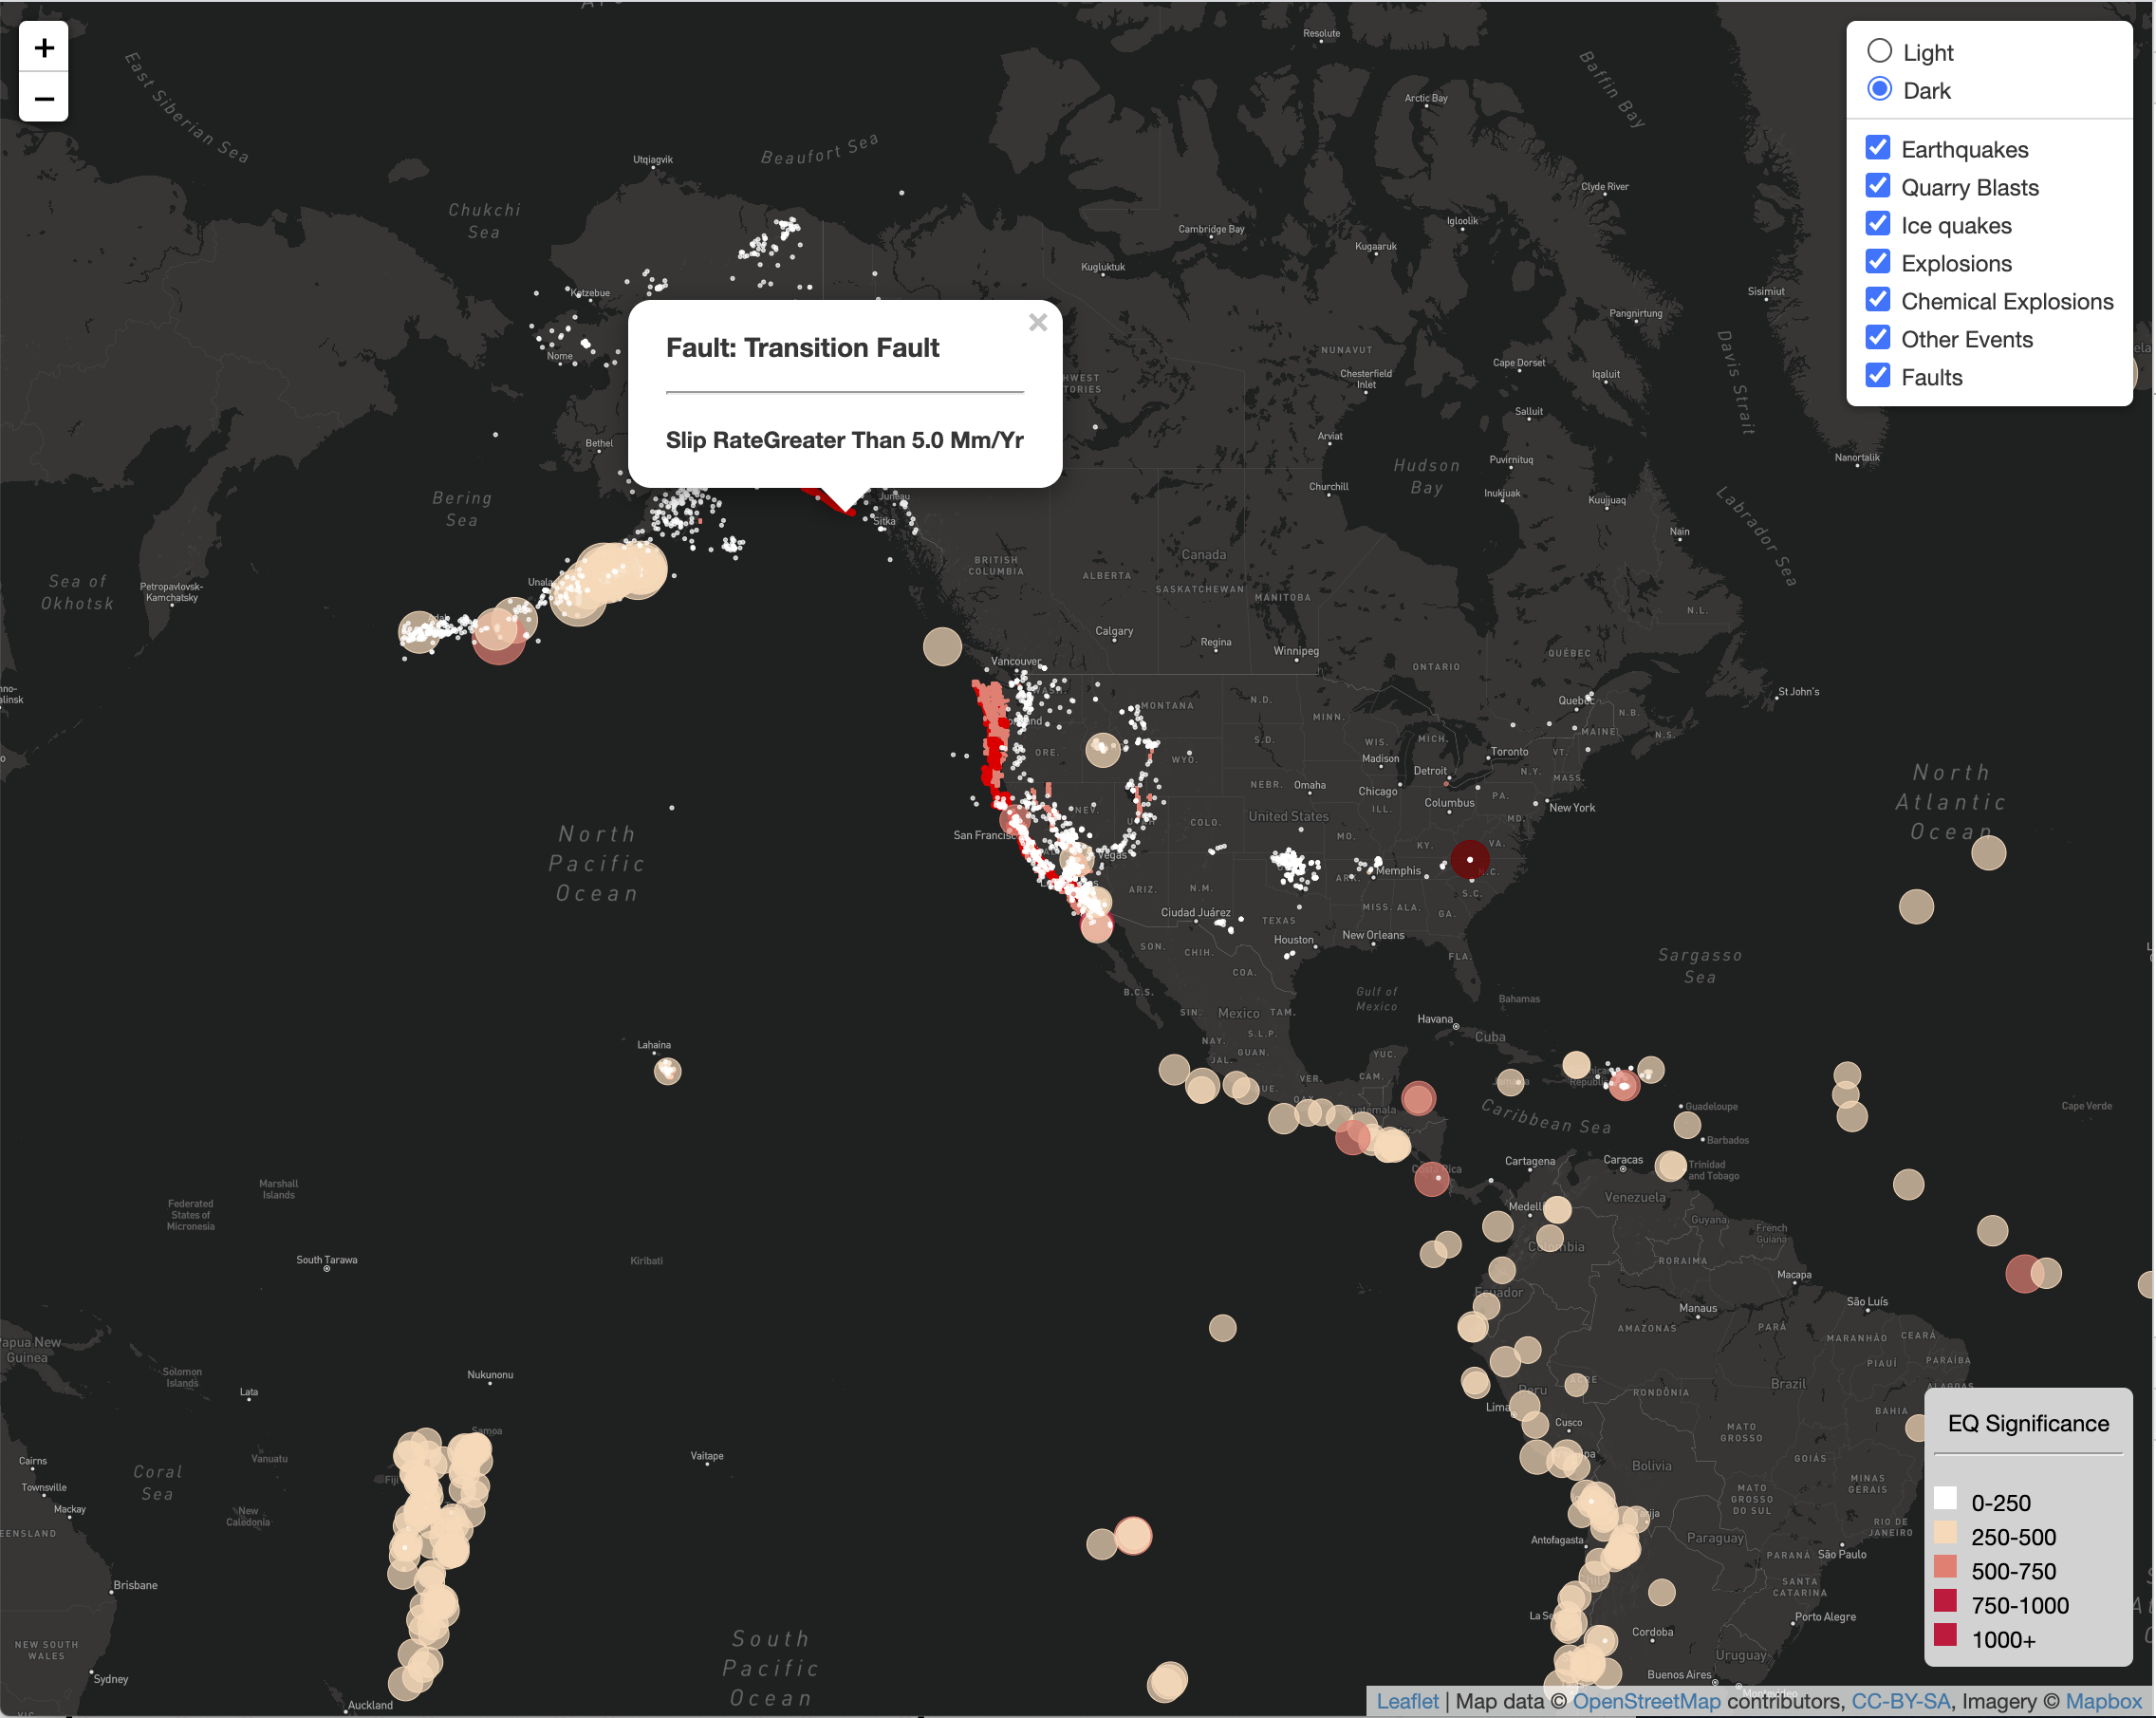 +
−
Light
Dark
Earthquakes
Quarry Blasts
Ice quakes
Explosions
Chemical Explosions
Other Events
Faults
Fault: Transition Fault
×
Slip RateGreater Than 5.0 Mm/Yr
Resolute
East Siberian Sea
Beaufort Sea
Baffin Bay
Arctic Bay
Utqiagvik
Clyde River
Chukchi
Sea
Igloolik
Cambridge Bay
Kugaaruk
Kugluktuk
Kotzebue
Sisimiut
Pangnirtung
Nome
NUNAVUT
Cape Dorset
Davis Strait
Chesterfield
Inlet
Iqaluit
Salluit
Bethel
Arviat
Hudson
Bay
Puvirnituq
Nanortalik
Bering
Sea
Churchill
Inukjuak
Kuujjuaq
Labrador Sea
Juneau
Sitka
Nain
BRITISH
COLUMBIA
Canada
ALBERTA
SASKATCHEWAN
MANITOBA
Sea of
Okhotsk
Petropavlovsk-
Kamchatsky
N.L.
Calgary
Regina
Winnipeg
Vancouver
ONTARIO
QUÉBEC
WASH.
MONTANA
N.D.
MINN.
Quebec
N.B.
St John's
MAINE
N.S.
ORE.
WYO.
S.D.
WIS.
MICH.
Madison
Toronto
VT.
Detroit
N.Y.
MASS.
NEBR.
Omaha
Chicago
PA.
NEV.
Columbus
New York
ILL.
MD.
COLO.
United States
MO.
KY.
VA.
North
Atlantic
Ocean
North
Pacific
Ocean
Memphis
ARIZ.
N.M.
ARK.
N.C.
S.C.
MISS.
ALA.
GA.
Ciudad Juárez
TEXAS
Houston
New Orleans
SON.
CHIH.
FLA.
Sargasso
Sea
COA.
B.C.S.
Gulf of
Mexico
Bahamas
SIN.
Mexico
TAM.
Havana
Cuba
S.L.P.
NAY.
GUAN.
JAL.
YUC.
Lahaina
VER.
CAM.
Jamaica
Caribbean Sea
Guadeloupe
Cape Verde
Barbados
Costa Rica
Cartagena
Caracas
Trinidad
and Tobago
Marshall
Islands
Venezuela
Federated
States of
Micronesia
Guyana
French
Guiana
Colombia
South Tarawa
Kiribati
RORAIMA
Ecuador
Macapa
São Luís
Manaus
AMAZONAS
PARÁ
MARANHÃO
CEARÁ
Guinea
Solomon
Islands
Nukunonu
Lata
PIAUÍ
PARAÍBA
Peru
RONDÔNIA
Brazil
Lima
BAHIA
Cusco
MATO
GROSSO
Samoa
Vaitape
Vanuatu
Fiji
Cairns
Coral
Sea
Townsville
Mackay
Bolivia
GOIÁS
MINAS
GERAIS
New
Caledonia
MATO
GROSSO
DO SUL
RIO DE
JANEIRO
Antofagasta
Paraguay
PARANÁ
São Paulo
SANTA
CATARINA
Brisbane
Porto Alegre
Cordoba
NEW SOUTH
WALES
Sydney
South
Pacific
Ocean
Uruguay
Buenos Aires
Auckland
EQ Significance
0-250
250-500
500-750
750-1000
1000+
Leaflet | Map data © OpenStreetMap contributors, CC-BY-SA, Imagery © Mapbox